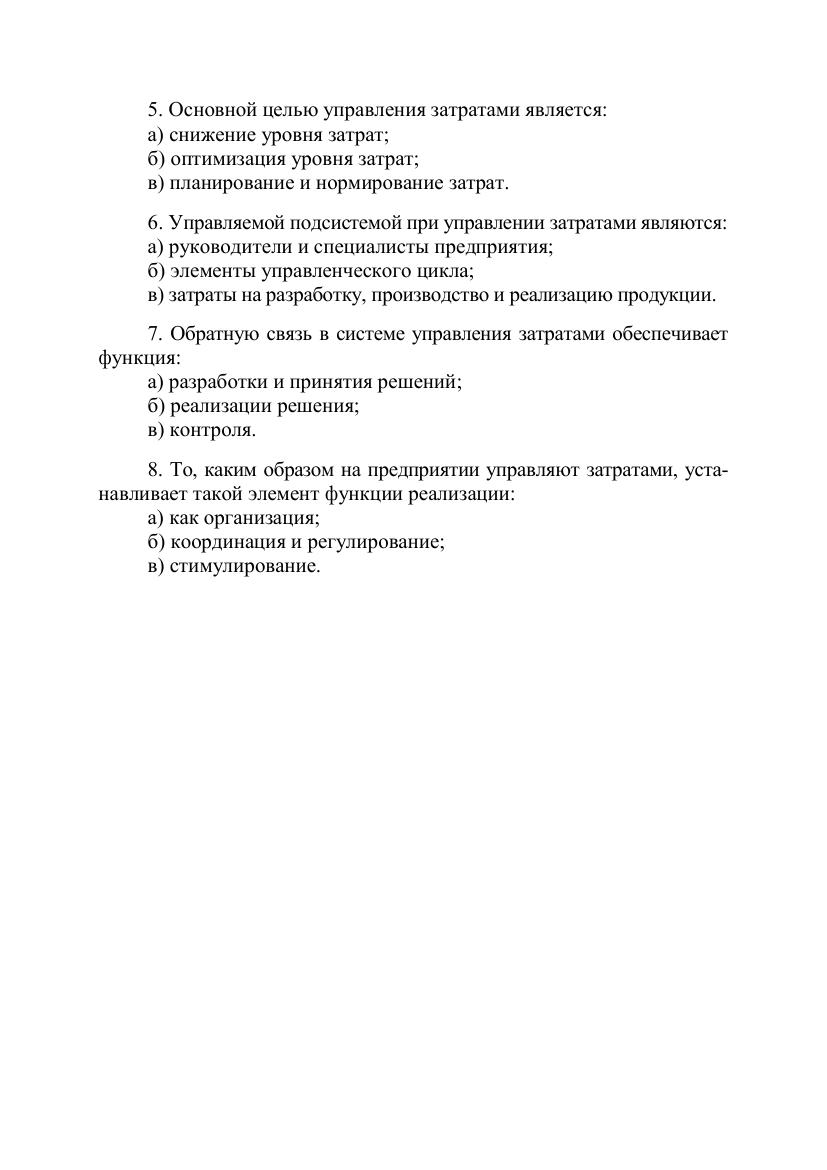 5. Основной целью управления затратами является:
а) снижение уровня затрат;
б) оптимизация уровня затрат;
в) планирование и нормирование затрат.
6. Управляемой подсистемой при управлении затратами являются:
а) руководители и специалисты предприятия;
б) элементы управленческого цикла;
в) затраты на разработку, производство и реализацию продукции.
7. Обратную связь в системе управления затратами обеспечивает
функция:
а) разработки и принятия решений;
б) реализации решения;
в) контроля.
8. То, каким образом на предприятии управляют затратами, уста-
навливает такой элемент функции реализации:
а) как организация;
б) координация и регулирование;
в) стимулирование.